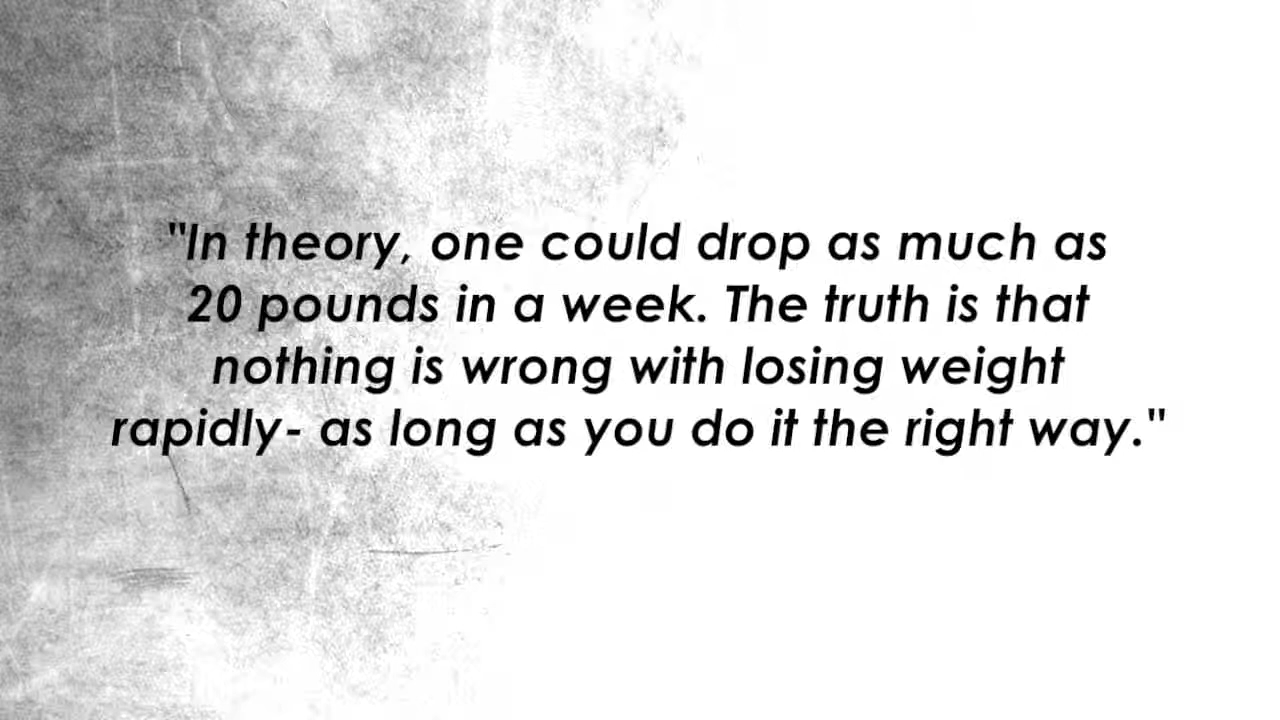 "In theory, one could drop as much as
20 pounds in a week. The truth is that
nothing is wrong with losing weight
rapidly- as long as you do it the right way."